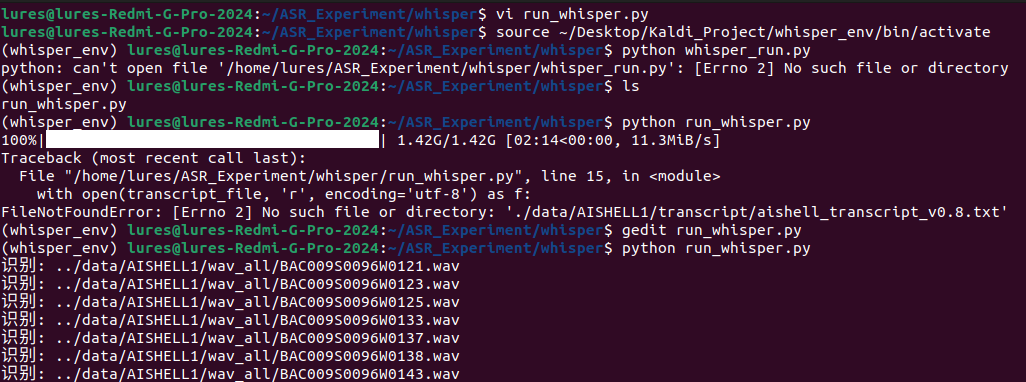 lures@lures-Redmi-G-Pro-2024:~/ASR_Experiment/whisper$ vi run_whisper.py
lures@lures-Redmi-G-Pro-2024:~/ASR_Experiment/whisper$ source ~/Desktop/Kaldi_Project/whisper_env/bin/activate
(whisper_env) lures@lures-Redmi-G-Pro-2024:~/ASR_Experiment/whisper$ python whisper_run.py
python: can't open file '/home/lures/ASR_Experiment/whisper/whisper_run.py': [Errno 2] No such file or directory
(whisper_env) lures@lures-Redmi-G-Pro-2024:~/ASR_Experiment/whisper$ ls
run_whisper.py
(whisper_env) lures@lures-Redmi-G-Pro-2024:~/ASR_Experiment/whisper$ python run_whisper.py
100%|| 1.42G/1.42G [02:14<00:00, 11.3MiB/s]
Traceback (most recent call last):
  File "/home/lures/ASR_Experiment/whisper/run_whisper.py", line 15, in <module>
    with open(transcript_file, 'r', encoding='utf-8') as f:
FileNotFoundError: [Errno 2] No such file or directory: './data/AISHELL1/transcript/aishell_transcript_v0.8.txt'
(whisper_env) lures@lures-Redmi-G-Pro-2024:~/ASR_Experiment/whisper$ gedit run_whisper.py
(whisper_env) lures@lures-Redmi-G-Pro-2024:~/ASR_Experiment/whisper$ python run_whisper.py
识别: ../data/AISHELL1/wav_all/BAC009S0096W0121.wav
识别: ../data/AISHELL1/wav_all/BAC009S0096W0123.wav
识别: ../data/AISHELL1/wav_all/BAC009S0096W0125.wav
识别: ../data/AISHELL1/wav_all/BAC009S0096W0133.wav
识别: ../data/AISHELL1/wav_all/BAC009S0096W0137.wav
识别: ../data/AISHELL1/wav_all/BAC009S0096W0138.wav
识别: ../data/AISHELL1/wav_all/BAC009S0096W0143.wav